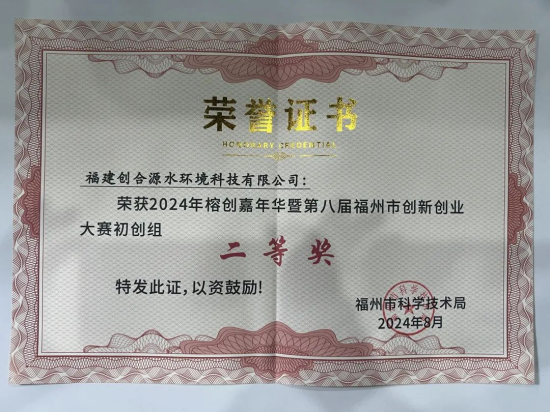 荣誉证书
HONORARY CREDENTIAL
福建创合源水环境科技有限公司：
荣获2024年榕创嘉年华暨第八届福州市创新创业
大赛初创组
二等奖
特发此证，以资鼓励！
福州市科学技术局
2024年8月